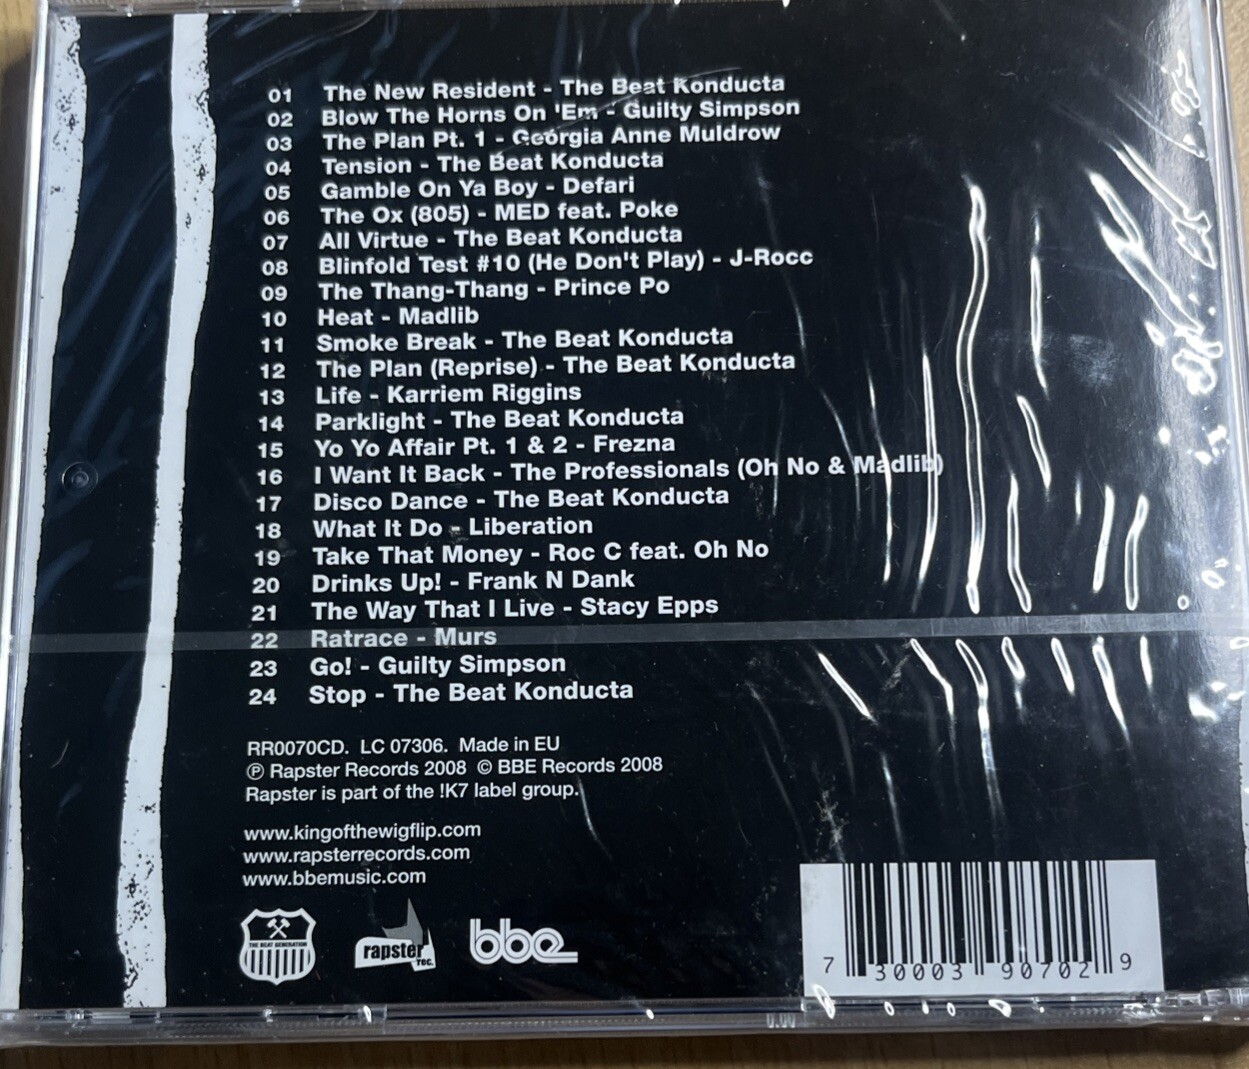 01 The New Resident - The Beat Konducta
02 Blow The Horns On 'Em - Guilty Simpson
03 The Plan Pt. 1 - Georgia Anne Muldrow
04 Tension - The Beat Konducta
05 Gamble On Ya Boy - Defari
06 The Ox (805) - MED feat. Poke
07 All Virtue - The Beat Konducta
08 Blinfold Test #10 (He Don't Play) - J-Rocc
09 The Thang-Thang - Prince Po
10 Heat - Madlib
11 Smoke Break - The Beat Konducta
12 The Plan (Reprise) - The Beat Konducta
13 Life - Karriem Riggins
14 Parklight - The Beat Konducta
15 Yo Yo Affair Pt. 1 & 2 - Frezna
16 I Want It Back - The Professionals (Oh No & Madlib)
17 Disco Dance - The Beat Konducta
18 What It Do - Liberation
19 Take That Money - Roc C feat. Oh No
20 Drinks Up! - Frank N Dank
21 The Way That I Live - Stacy Epps
22 Ratrace - Murs
23 Go! - Guilty Simpson
24 Stop - The Beat Konducta
RR0070CD. LC 07306. Made in EU
℗ Rapster Records 2008 © BBE Records 2008
Rapster is part of the !K7 label group.
www.kingofthewigflip.com
www.rapsterrecords.com
www.bbemusic.com
THE BEAT GENERATION
rapster rec.
bbe
7 30003 90702 9